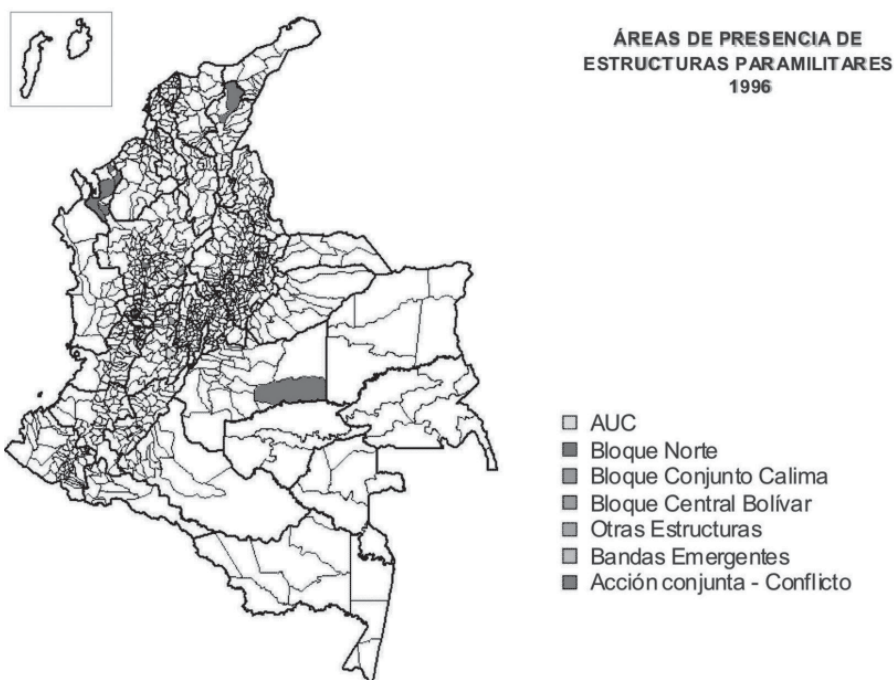 ÁREAS DE PRESENCIA DE
ESTRUCTURAS PARAMILITARES
1996
AUC
Bloque Norte
Bloque Conjunto Calima
Bloque Central Bolívar
Otras Estructuras
Bandas Emergentes
Acción conjunta - Conflicto